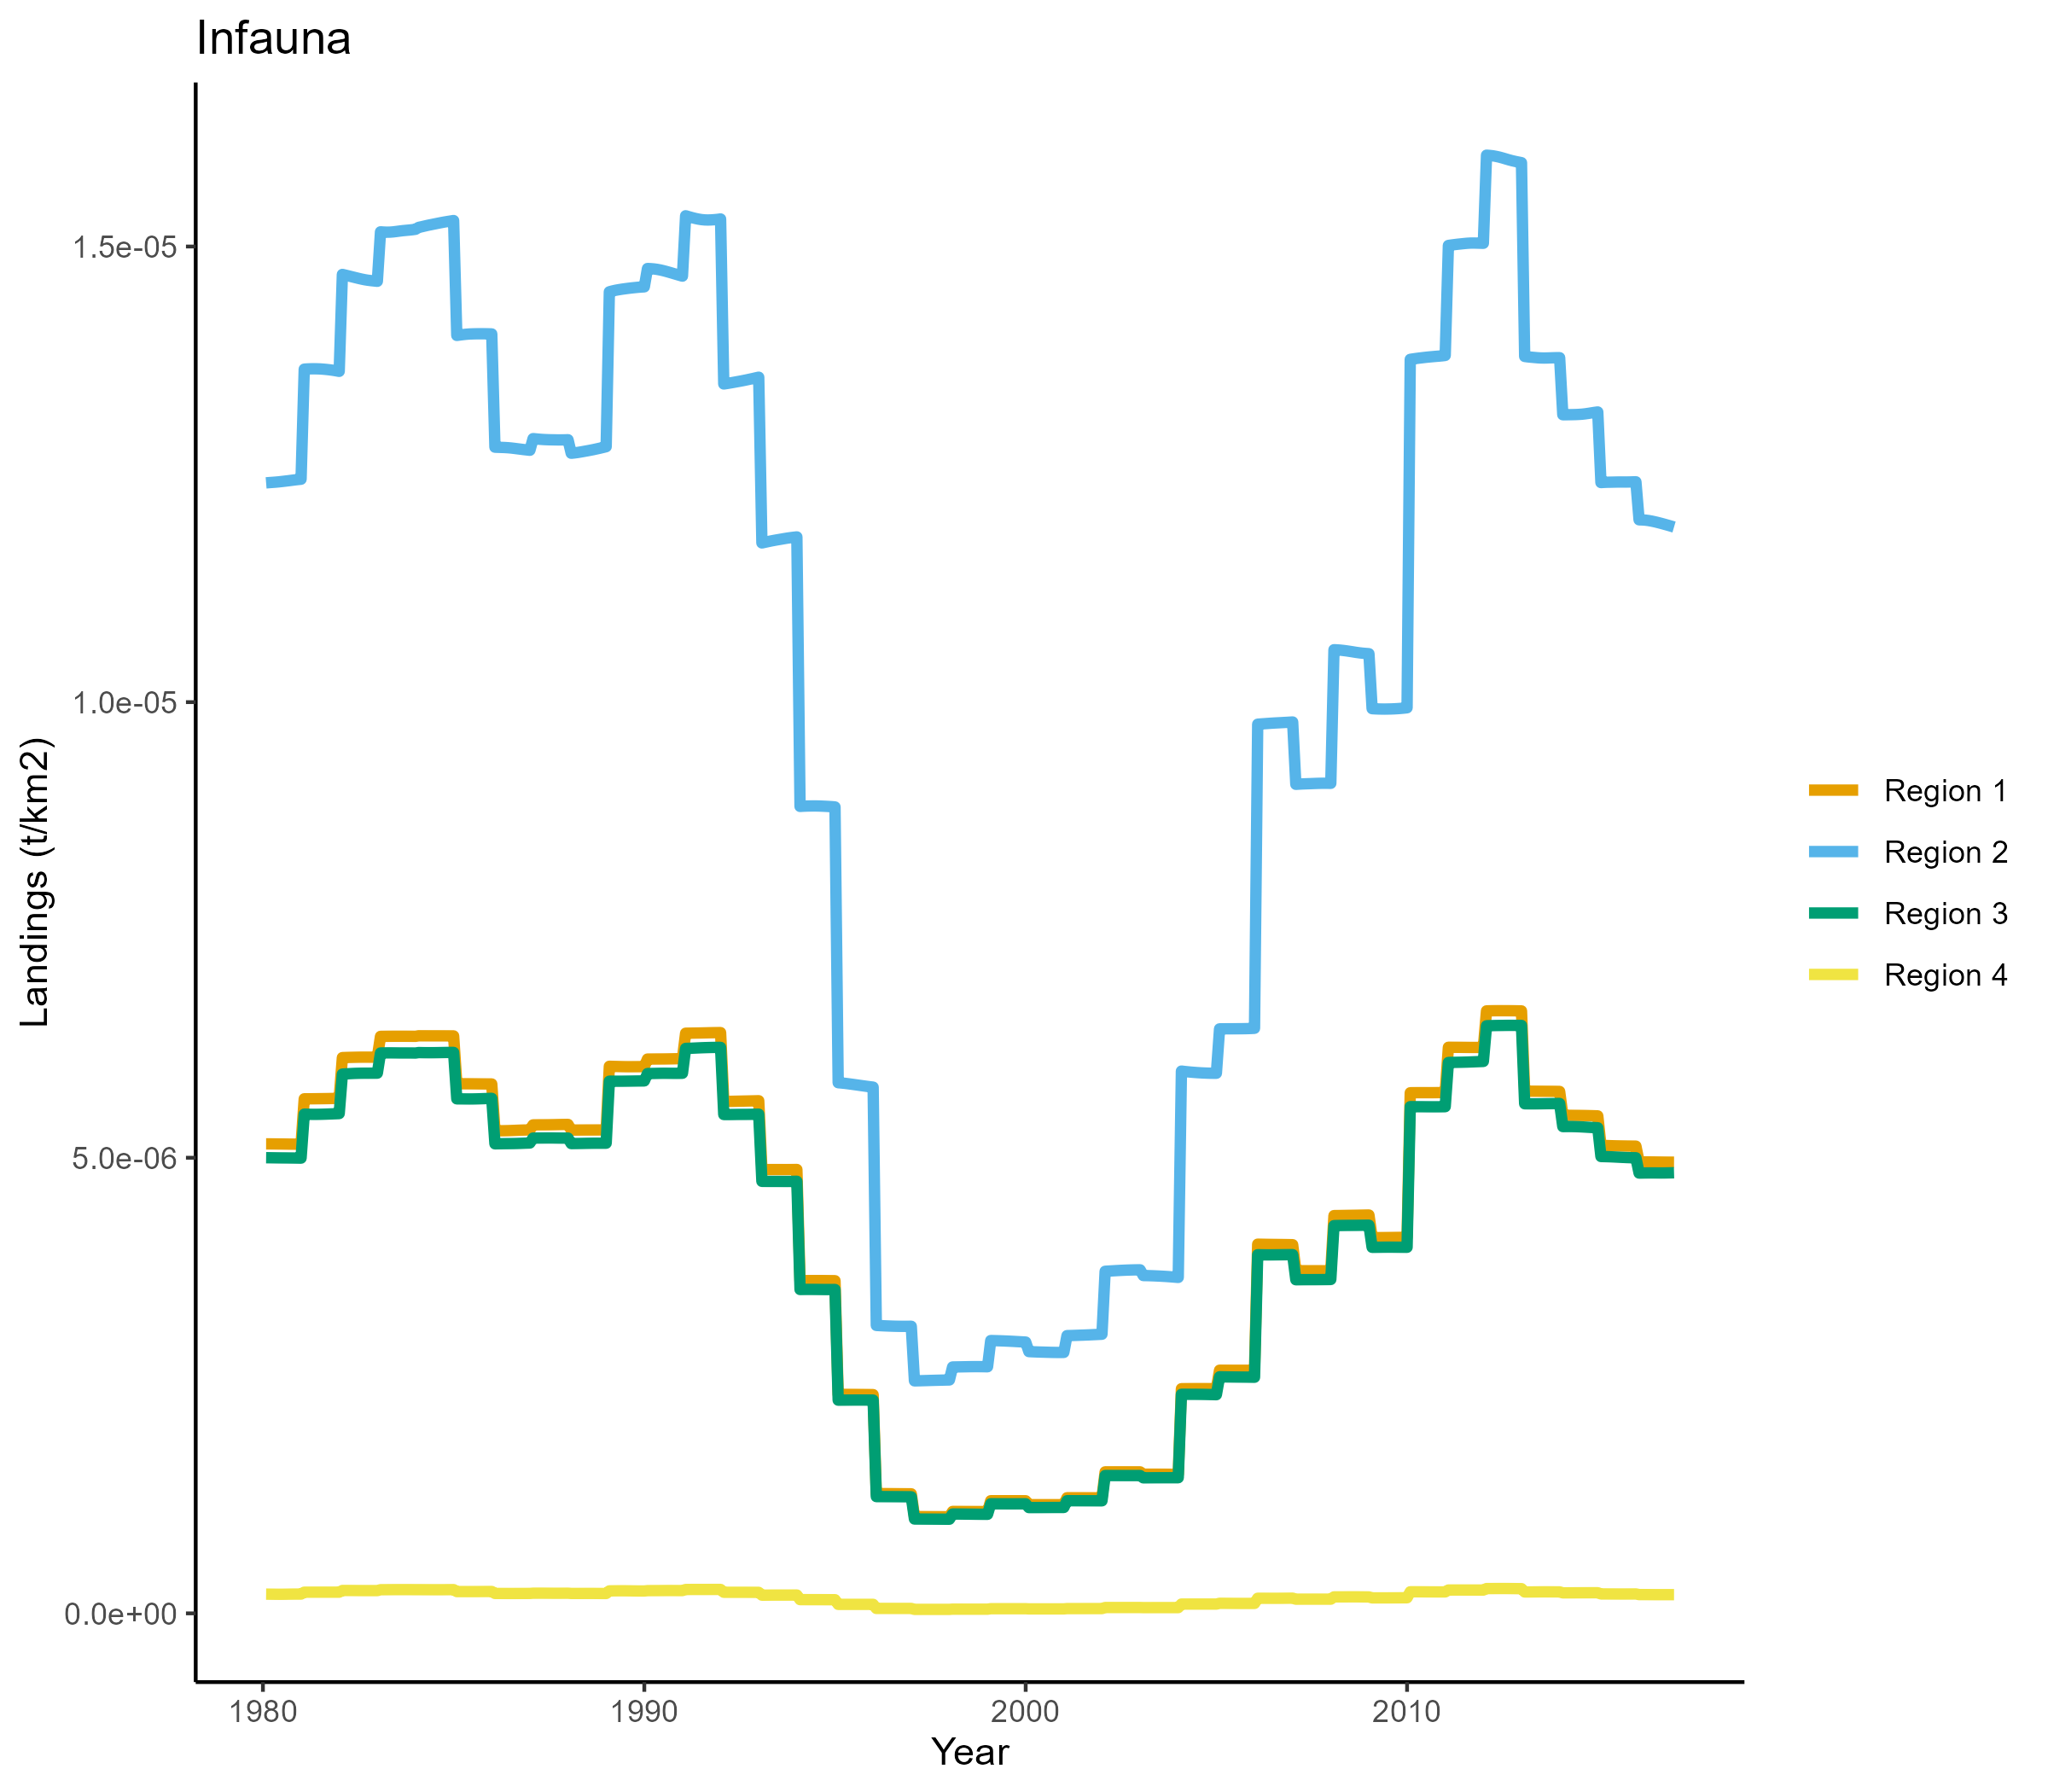 Infauna
Landings (t/km2)
1.5e-05
1.0e-05
5.0e-06
0.0e+00
1980
1990
2000
2010
Year
Region 1
Region 2
Region 3
Region 4